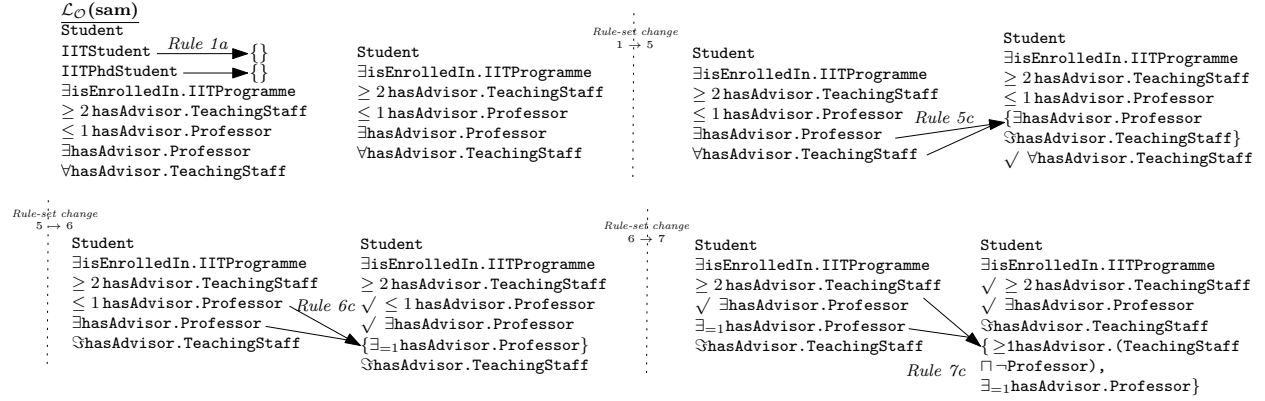 𝓛_𝒪(sam)
Student
IITStudent Rule 1a {}
IITPhdStudent {}
∃isEnrolledIn.IITProgramme
≥ 2 hasAdvisor.TeachingStaff
≤ 1 hasAdvisor.Professor
∃hasAdvisor.Professor
∀hasAdvisor.TeachingStaff
Student
∃isEnrolledIn.IITProgramme
≥ 2 hasAdvisor.TeachingStaff
≤ 1 hasAdvisor.Professor
∃hasAdvisor.Professor
∀hasAdvisor.TeachingStaff
Rule-set change
1 → 5
Student
∃isEnrolledIn.IITProgramme
≥ 2 hasAdvisor.TeachingStaff
≤ 1 hasAdvisor.Professor
∃hasAdvisor.Professor
∀hasAdvisor.TeachingStaff
Rule 5c
Student
∃isEnrolledIn.IITProgramme
≥ 2 hasAdvisor.TeachingStaff
≤ 1 hasAdvisor.Professor
{∃hasAdvisor.Professor
ℑhasAdvisor.TeachingStaff}
√ ∀hasAdvisor.TeachingStaff
Rule-set change
5 → 6
Student
∃isEnrolledIn.IITProgramme
≥ 2 hasAdvisor.TeachingStaff
≤ 1 hasAdvisor.Professor
∃hasAdvisor.Professor
ℑhasAdvisor.TeachingStaff
Rule 6c
Student
∃isEnrolledIn.IITProgramme
≥ 2 hasAdvisor.TeachingStaff
√ ≤ 1 hasAdvisor.Professor
√ ∃hasAdvisor.Professor
{∃=1hasAdvisor.Professor}
ℑhasAdvisor.TeachingStaff
Rule-set change
6 → 7
Student
∃isEnrolledIn.IITProgramme
≥ 2 hasAdvisor.TeachingStaff
√ ∃hasAdvisor.Professor
∃=1hasAdvisor.Professor
ℑhasAdvisor.TeachingStaff
Rule 7c
Student
∃isEnrolledIn.IITProgramme
√ ≥ 2 hasAdvisor.TeachingStaff
√ ∃hasAdvisor.Professor
ℑhasAdvisor.TeachingStaff
{ ≥1hasAdvisor.(TeachingStaff
⊓ ¬Professor),
∃=1hasAdvisor.Professor}